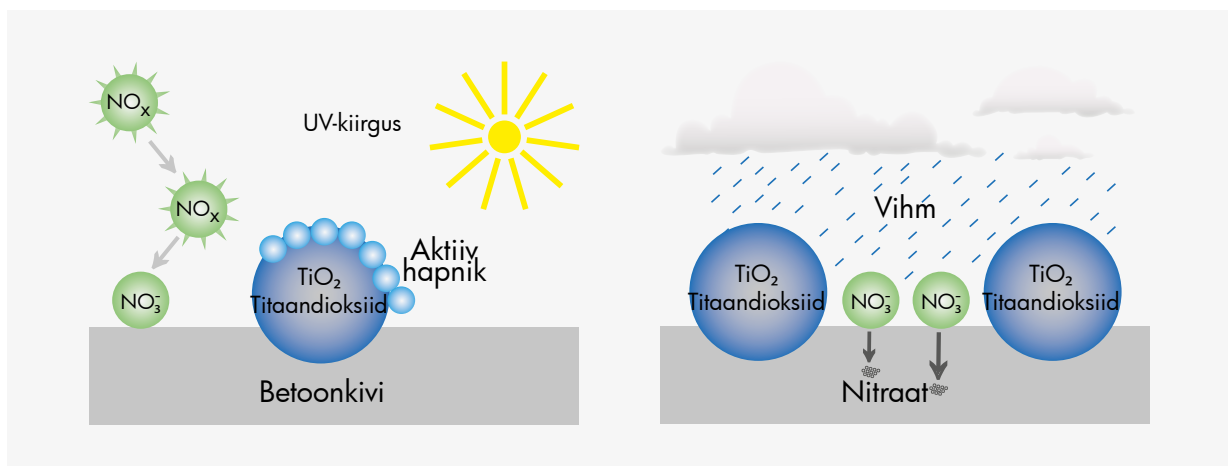 NOx
UV-kiirgus
NOx
Aktiiv
hapnik
TiO₂
Titaandioksiid
NO₃⁻
Betoonkivi
Vihm
TiO₂
Titaandioksiid
NO₃⁻
NO₃⁻
TiO₂
Titaandioksiid
Nitraat